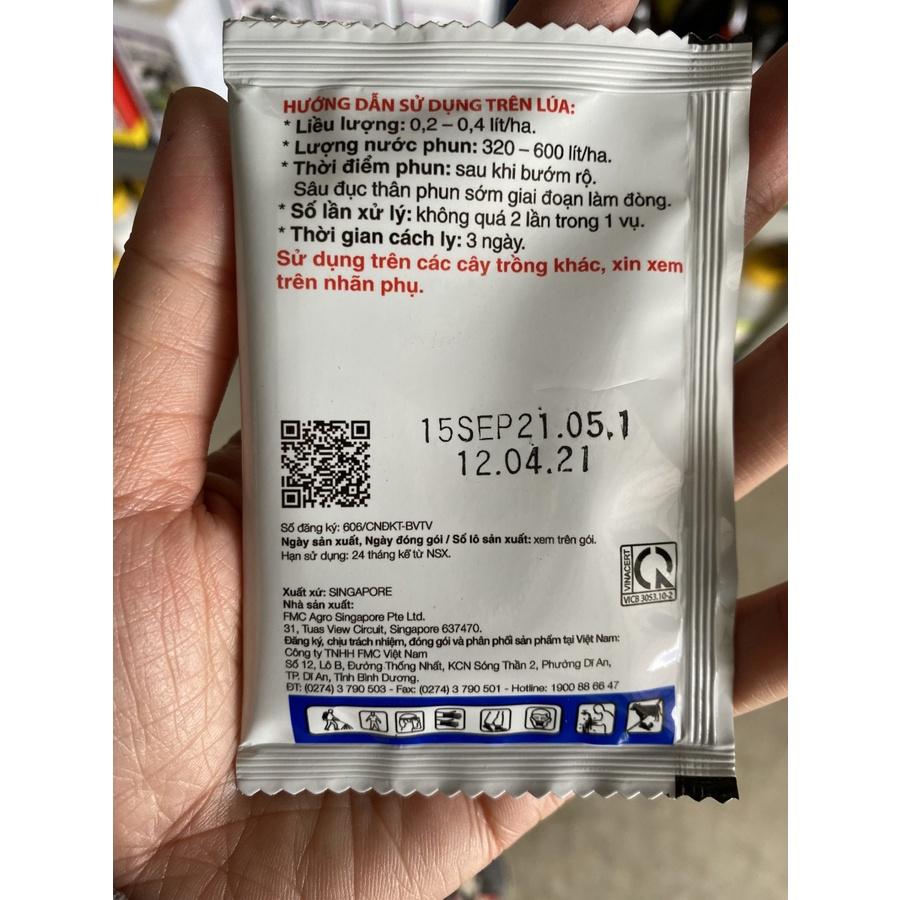 HƯỚNG DẪN SỬ DỤNG TRÊN LÚA:
* Liều lượng: 0,2 – 0,4 lít/ha.
* Lượng nước phun: 320 – 600 lít/ha.
* Thời điểm phun: sau khi bướm rộ.
Sâu đục thân phun sớm giai đoạn làm đòng.
* Số lần xử lý: không quá 2 lần trong 1 vụ.
* Thời gian cách ly: 3 ngày.
Sử dụng trên các cây trồng khác, xin xem
trên nhãn phụ.
15SEP21.05.1
12.04.21
Số đăng ký: 606/CNĐKT-BVTV
Ngày sản xuất, Ngày đóng gói / Số lô sản xuất: xem trên gói.
Hạn sử dụng: 24 tháng kể từ NSX.
VINACERT
VICB 3053.10-2
Xuất xứ: SINGAPORE
Nhà sản xuất:
FMC Agro Singapore Pte Ltd.
31, Tuas View Circuit, Singapore 637470.
Đăng ký, chịu trách nhiệm, đóng gói và phân phối sản phẩm tại Việt Nam:
Công ty TNHH FMC Việt Nam
Số 12, Lô B, Đường Thống Nhất, KCN Sóng Thần 2, Phường Dĩ An,
TP. Dĩ An, Tỉnh Bình Dương.
ĐT: (0274) 3 790 503 - Fax: (0274) 3 790 501 - Hotline: 1900 88 66 47